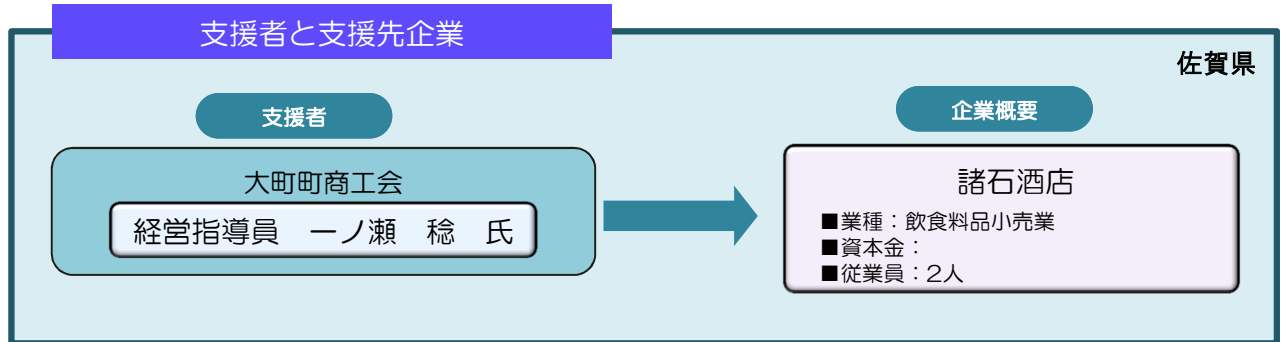 支援者と支援先企業
佐賀県
支援者
大町町商工会
経営指導員　一ノ瀬　稔　氏
企業概要
諸石酒店
■業種：飲食料品小売業
■資本金：
■従業員：2人